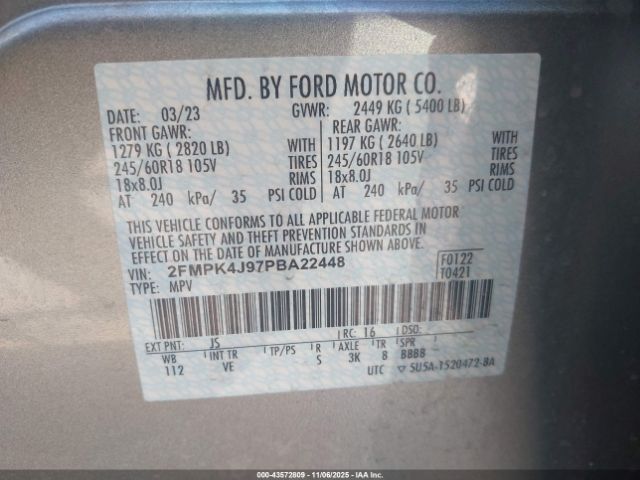 MFD. BY FORD MOTOR CO.
DATE: 03/23 GVWR: 2449 KG ( 5400 LB)
FRONT GAWR: REAR GAWR:
1279 KG ( 2820 LB) WITH 1197 KG ( 2640 LB) WITH
245/60R18 105V TIRES 245/60R18 105V TIRES
18x8.0J RIMS 18x8.0J RIMS
AT 240 kPa/ 35 PSI COLD AT 240 kPa/ 35 PSI COLD
THIS VEHICLE CONFORMS TO ALL APPLICABLE FEDERAL MOTOR
VEHICLE SAFETY AND THEFT PREVENTION STANDARDS IN
EFFECT ON THE DATE OF MANUFACTURE SHOWN ABOVE.
VIN: 2FMPK4J97PBA22448 F0122
TYPE: MPV T0421
EXT PNT: JS RC: 16 DSO:
WB INT TR TP/PS R AXLE TR SPR
112 VE S 3K 8 BBBB
UTC 5U5A-1520472-BA
000-43572809 | 11/06/2025 - IAA, Inc.